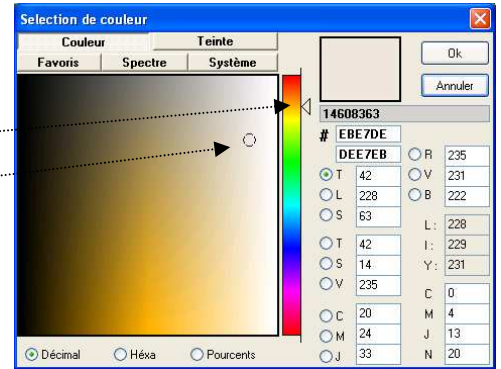 Selection de couleur
Couleur Teinte
Favoris Spectre Système
Ok
Annuler
14608363
# EBE7DE
DEE7EB
T 42
L 228
S 63
R 235
V 231
B 222
L: 228
I: 229
Y: 231
T 42
S 14
V 235
C 20
M 24
J 33
C 0
M 4
J 13
N 20
Décimal Héxa Pourcents